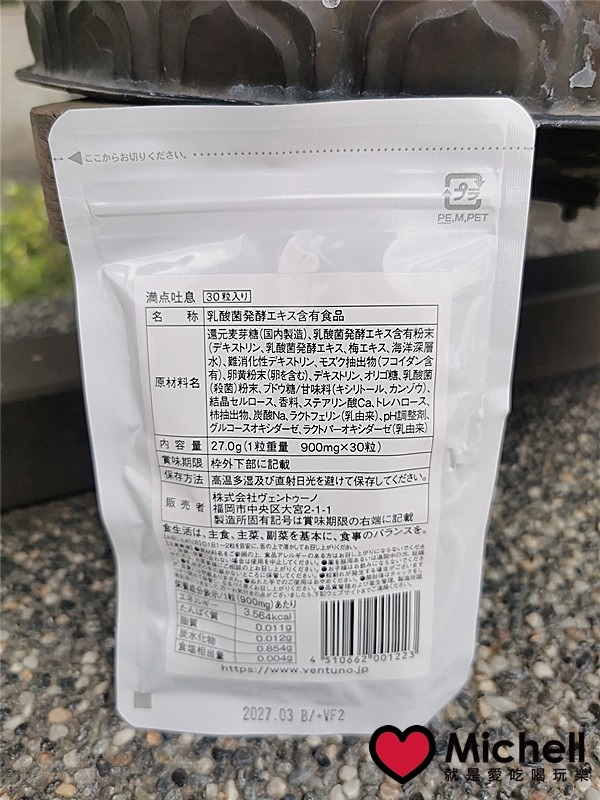 ここからお切りください。
プラ
PE,M,PET
満点吐息 30粒入り
名 称 乳酸菌発酵エキス含有食品
原材料名 還元麦芽糖(国内製造)、乳酸菌発酵エキス含有粉末
(デキストリン、乳酸菌発酵エキス、梅エキス、海洋深層
水)、難消化性デキストリン、モズク抽出物(フコイダン含
有)、卵黄粉末(卵を含む)、デキストリン、オリゴ糖、乳酸菌
(殺菌)粉末、ブドウ糖/甘味料(キシリトール、カンゾウ)、
結晶セルロース、香料、ステアリン酸Ca、トレハロース、
柿抽出物、炭酸Na、ラクトフェリン(乳由来)、pH調整剤、
グルコースオキシダーゼ、ラクトパーオキシダーゼ(乳由来)
内 容 量 27.0g(1粒重量 900mg×30粒)
賞味期限 枠外下部に記載
保存方法 高温多湿及び直射日光を避けて保存してください。
販 売 者 株式会社ヴェントゥーノ
福岡市中央区大宮2-1-1
製造所固有記号は賞味期限の右端に記載
食生活は、主食、主菜、副菜を基本に、食事のバランスを。
栄養成分表示/1粒(900mg)あたり
エネルギー 3.564kcal
たんぱく質 0.011g
脂質 0.012g
炭水化物 0.854g
食塩相当量 0.004g
4 510662 001223
https://www.ventuno.jp
2027.03 B/+VF2
Michell
就是愛吃喝玩樂